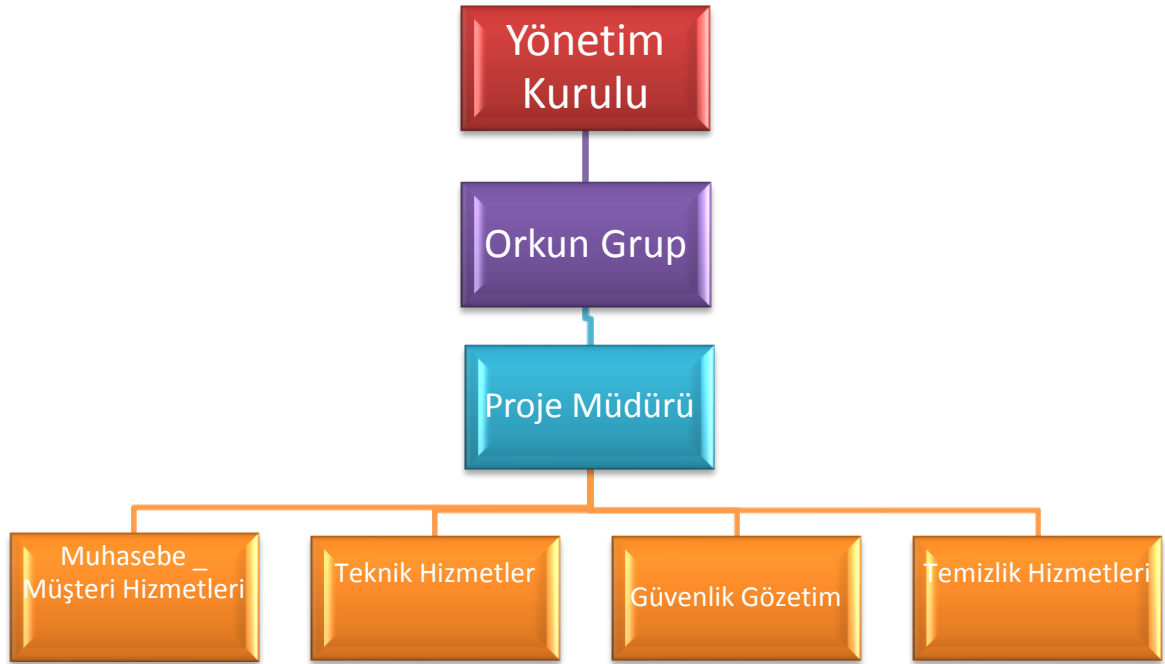 Yönetim
Kurulu
Orkun Grup
Proje Müdürü
Muhasebe _
Müşteri Hizmetleri
Teknik Hizmetler
Güvenlik Gözetim
Temizlik Hizmetleri